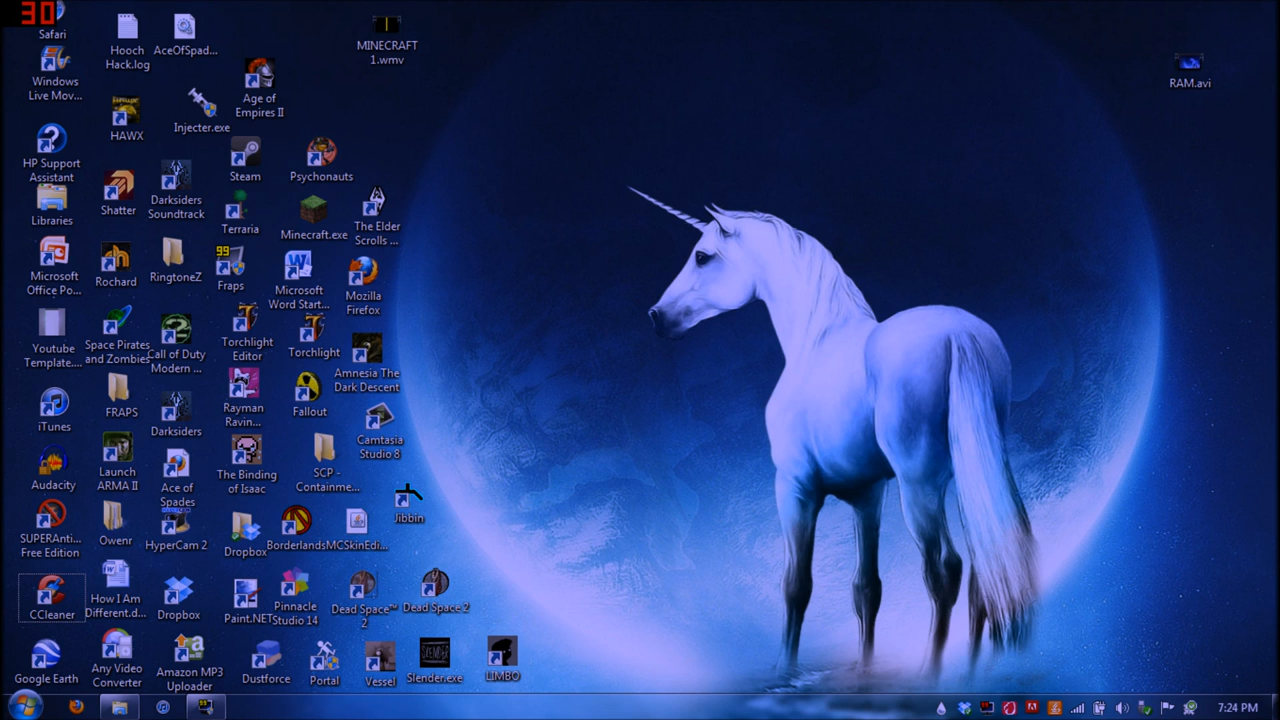 30
Safari
Windows
Live Mov...
HP Support
Assistant
Libraries
Microsoft
Office Po...
Youtube
Template....
iTunes
Audacity
SUPERAnti...
Free Edition
CCleaner
Google Earth
Hooch
Hack.log
HAWX
Shatter
Rochard
Space Pirates
and Zombies
FRAPS
Launch
ARMA II
Owenr
How I Am
Different.d...
Any Video
Converter
AceOfSpad...
Injecter.exe
Darksiders
Soundtrack
RingtoneZ
Call of Duty
Modern ...
Darksiders
Ace of
Spades
HyperCam 2
Dropbox
Amazon MP3
Uploader
Age of
Empires II
Steam
Terraria
99
Fraps
Torchlight
Editor
Rayman
Ravin...
The Binding
of Isaac
Dropbox
Paint.NET
Dustforce
Psychonauts
Minecraft.exe
Microsoft
Word Start...
Torchlight
Fallout
SCP -
Containme...
Borderlands
Pinnacle
Studio 14
Portal
MINECRAFT
1.wmv
The Elder
Scrolls ...
Mozilla
Firefox
Amnesia The
Dark Descent
Camtasia
Studio 8
Jibbin
MCSkinEdi...
Dead Space™
2
Dead Space 2
Vessel
SLENDER
Slender.exe
LIMBO
RAM.avi
99
7:24 PM